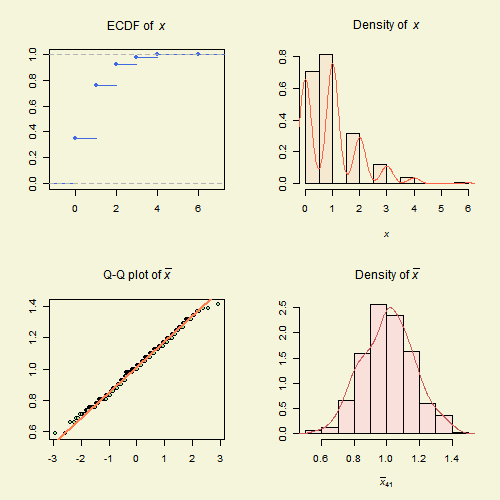 ECDF of x
Density of x
0.0 0.2 0.4 0.6 0.8 1.0
0 2 4 6
0.0 0.2 0.4 0.6 0.8
0 1 2 3 4 5 6
x
Q-Q plot of x̅
Density of x̅
0.6 0.8 1.0 1.2 1.4
-3 -2 -1 0 1 2 3
0.0 0.5 1.0 1.5 2.0 2.5
0.6 0.8 1.0 1.2 1.4
x̅₄₁